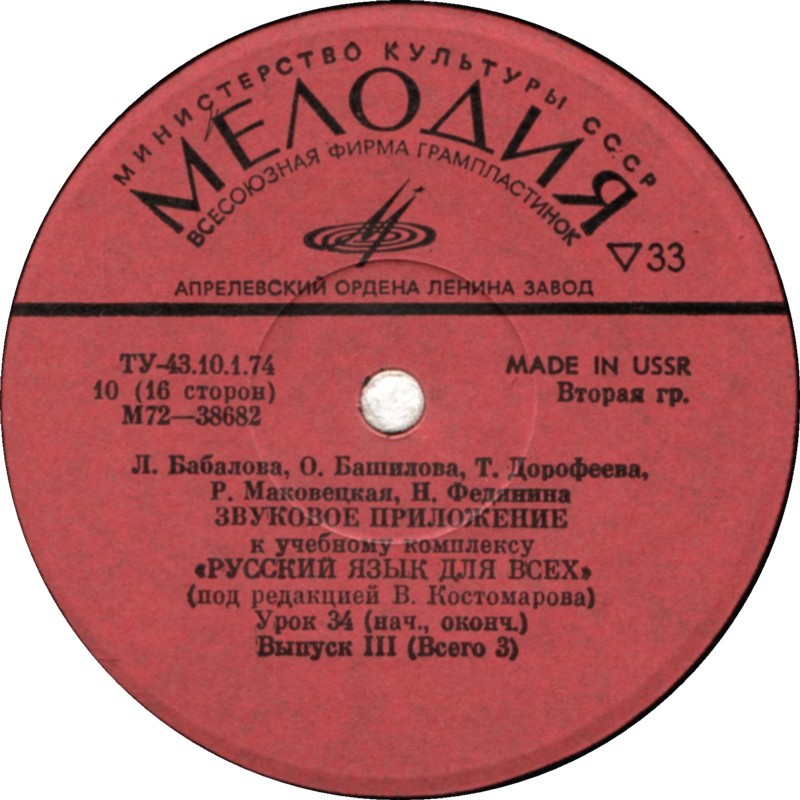 МИНИСТЕРСТВО КУЛЬТУРЫ СССР
МЕЛОДИЯ
ВСЕСОЮЗНАЯ ФИРМА ГРАМПЛАСТИНОК
▽33
АПРЕЛЕВСКИЙ ОРДЕНА ЛЕНИНА ЗАВОД
ТУ-43.10.1.74
MADE IN USSR
10 (16 сторон)
Вторая гр.
М72—38682
Л. Бабалова, О. Башилова, Т. Дорофеева,
Р. Маковецкая, Н. Федянина
ЗВУКОВОЕ ПРИЛОЖЕНИЕ
к учебному комплексу
«РУССКИЙ ЯЗЫК ДЛЯ ВСЕХ»
(под редакцией В. Костомарова)
Урок 34 (нач., оконч.)
Выпуск III (Всего 3)